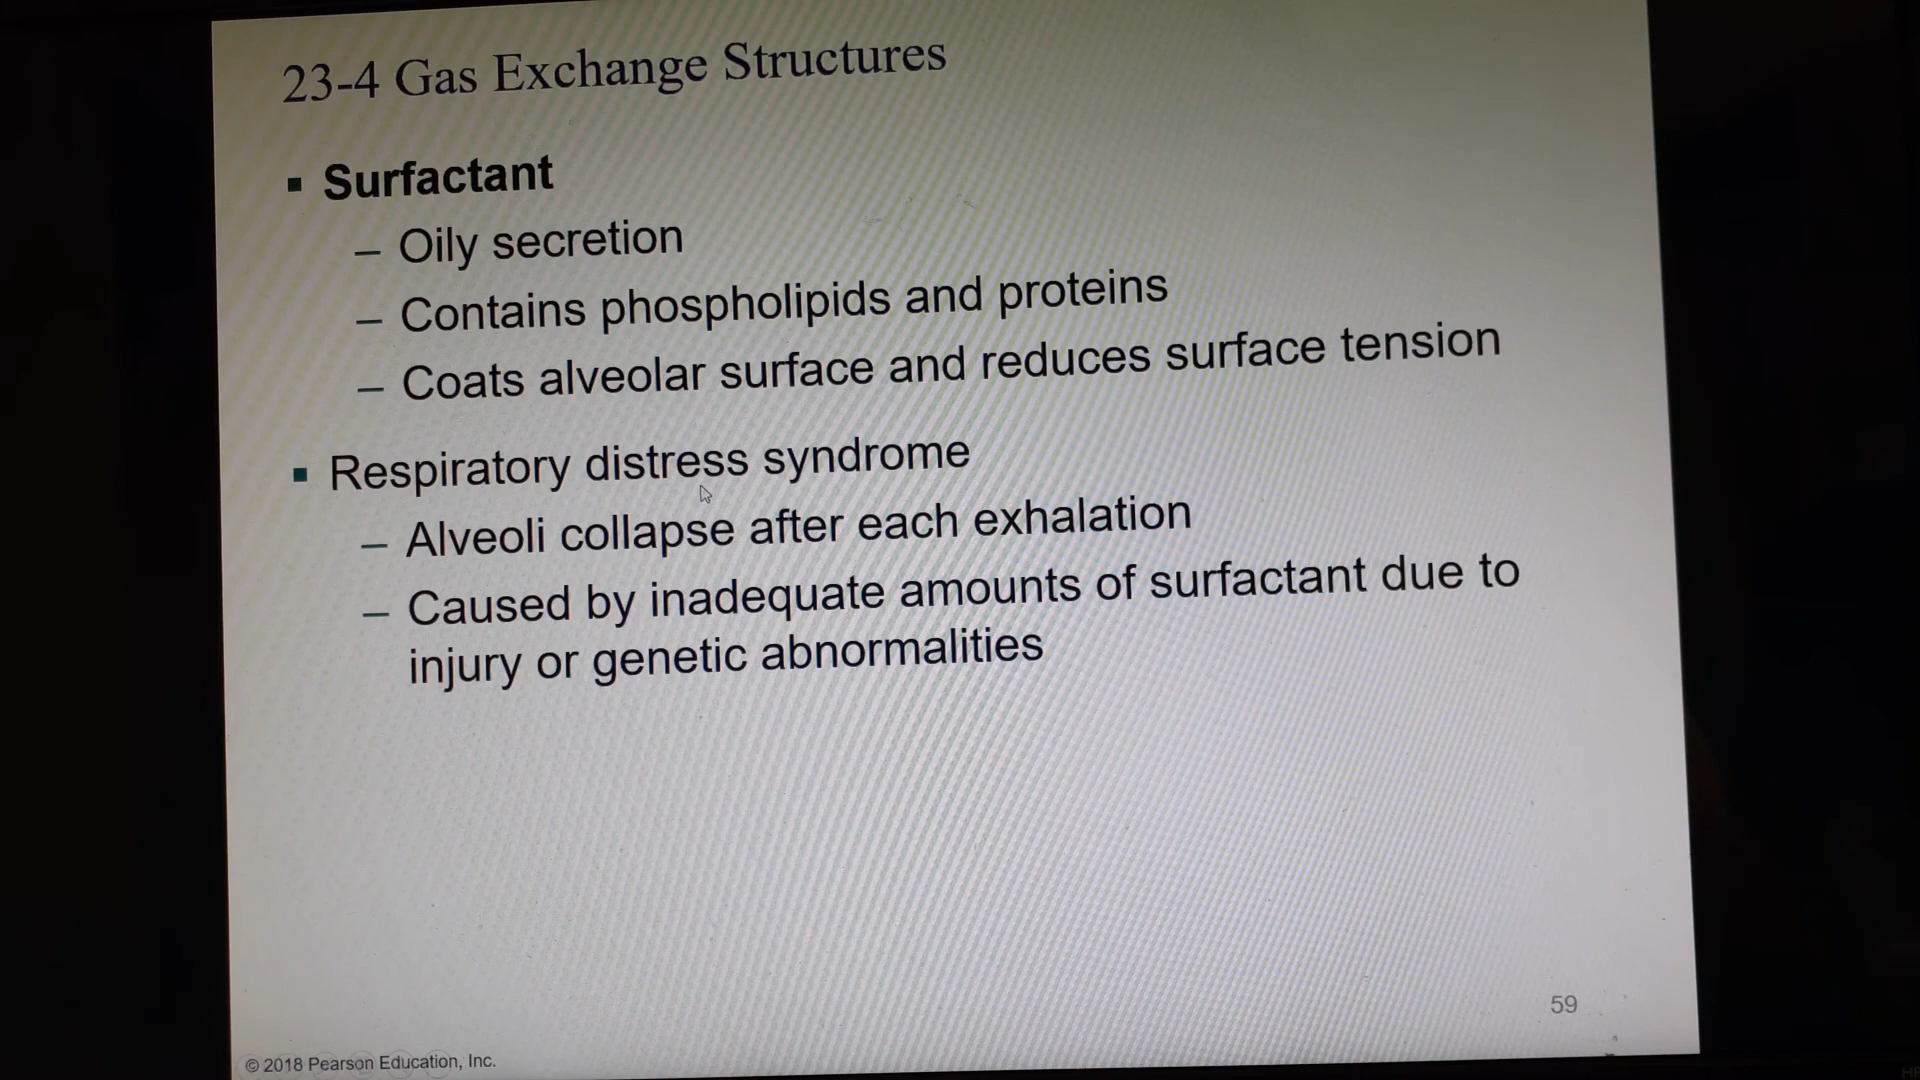 23-4 Gas Exchange Structures
▪ Surfactant
– Oily secretion
– Contains phospholipids and proteins
– Coats alveolar surface and reduces surface tension
▪ Respiratory distress syndrome
– Alveoli collapse after each exhalation
– Caused by inadequate amounts of surfactant due to
injury or genetic abnormalities
59
© 2018 Pearson Education, Inc.